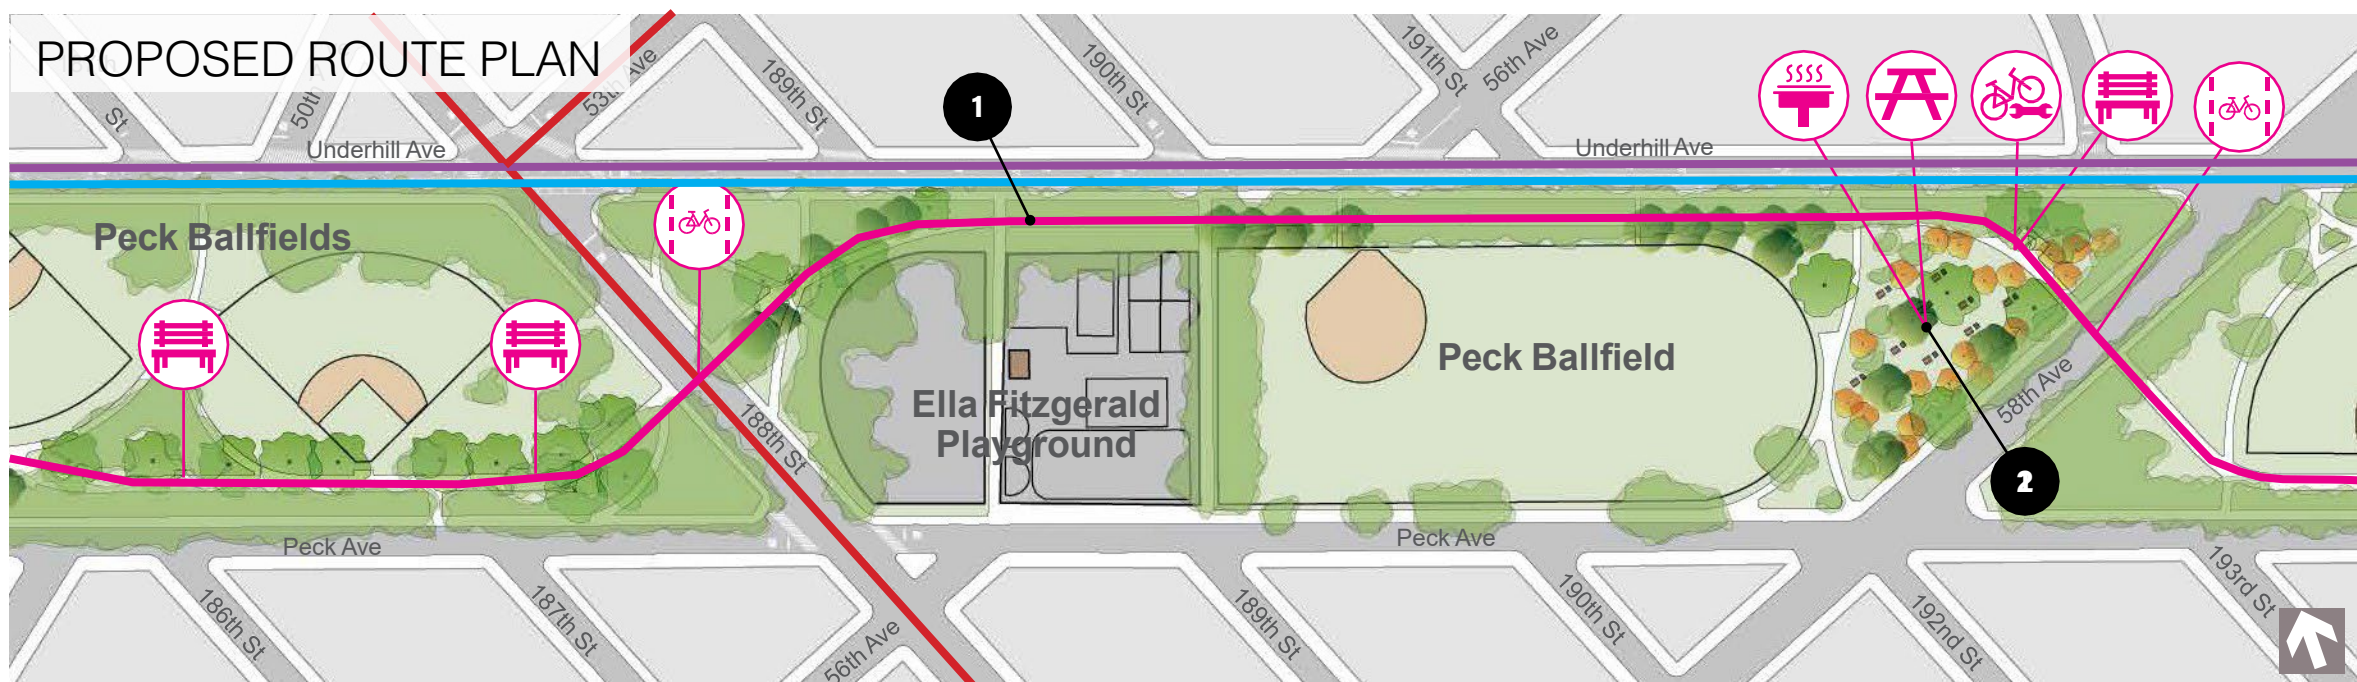 PROPOSED ROUTE PLAN
St
50th
53rd Ave
189th St
190th St
191th St
56th Ave
1
Underhill Ave
Underhill Ave
Peck Ballfields
Peck Ballfield
Ella Fitzgerald
Playground
188th St
58th Ave
2
Peck Ave
Peck Ave
186th St
187th St
56th Ave
189th St
190th St
192nd St
193rd St